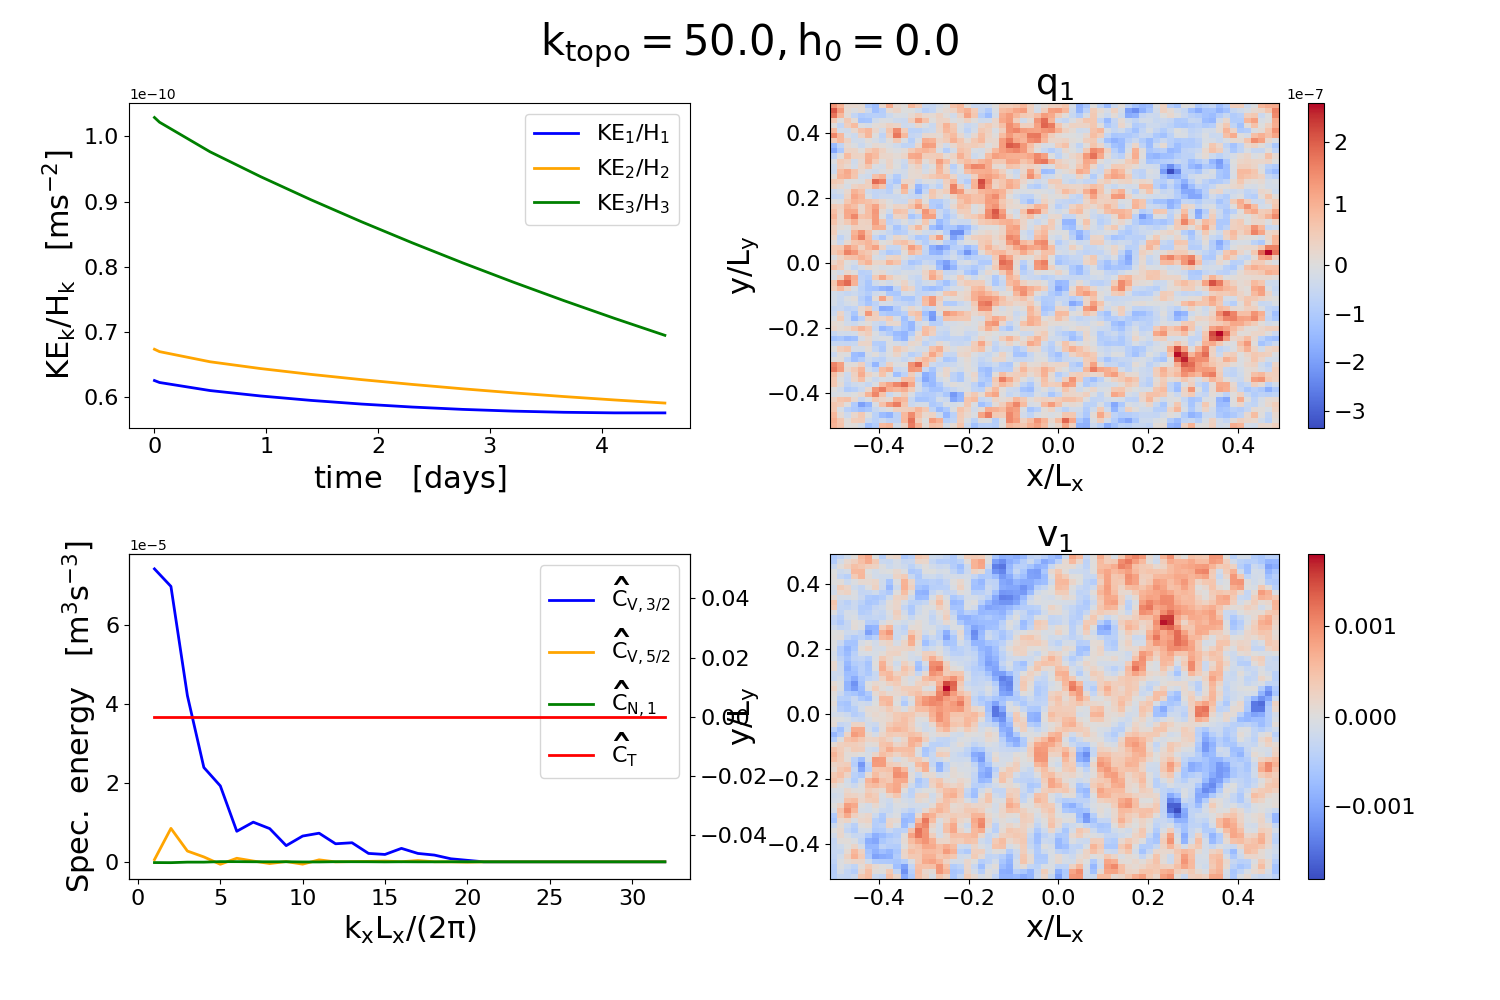 k_topo = 50.0, h_0 = 0.0
1e−10
KE_k/H_k [ms^−2]
1.0
0.9
0.8
0.7
0.6
KE_1/H_1
KE_2/H_2
KE_3/H_3
0 1 2 3 4
time [days]
q_1
1e−7
y/L_y
0.4
0.2
0.0
−0.2
−0.4
−0.4 −0.2 0.0 0.2 0.4
x/L_x
2
1
0
−1
−2
−3
1e−5
Spec. energy [m^3s^−3]
6
4
2
0
Ĉ_V, 3/2
Ĉ_V, 5/2
Ĉ_N, 1
Ĉ_T
0.04
0.02
0.00
−0.02
−0.04
0 5 10 15 20 25 30
k_xL_x/(2π)
v_1
y/L_y
0.4
0.2
0.0
−0.2
−0.4
−0.4 −0.2 0.0 0.2 0.4
x/L_x
0.001
0.000
−0.001